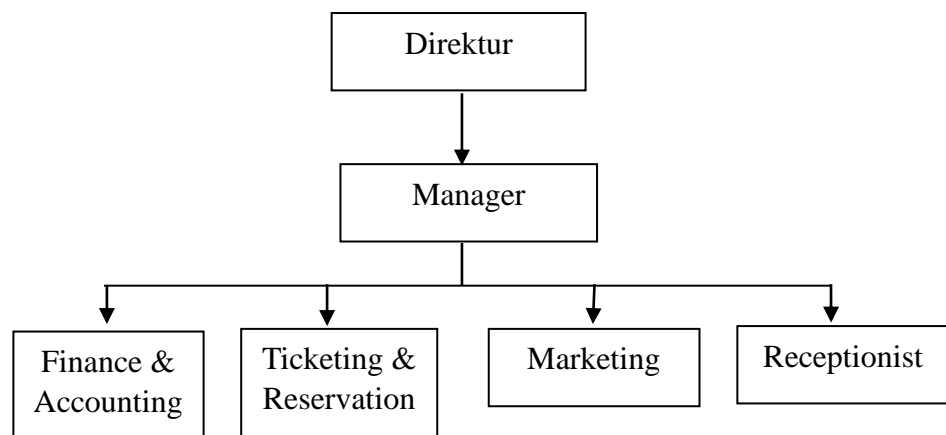 Direktur
Manager
Finance &
Accounting
Ticketing &
Reservation
Marketing
Receptionist